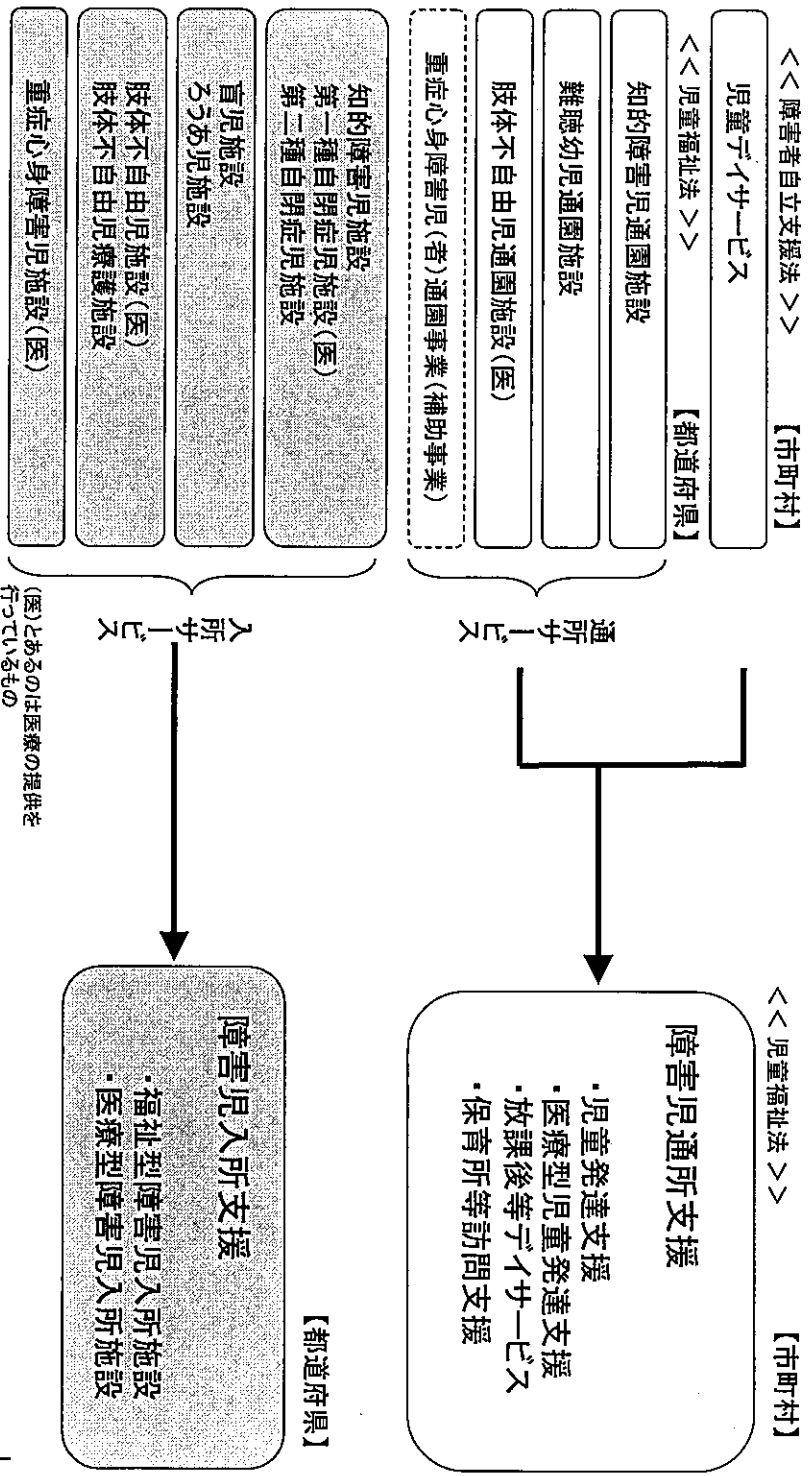 << 障害者自立支援法 >>
【市町村】
児童デイサービス
<< 児童福祉法 >>
【都道府県】
知的障害児通園施設
難聴幼児通園施設
肢体不自由児通園施設(医)
重症心身障害児(者)通園事業(補助事業)
知的障害児施設
第一種自閉症児施設(医)
第二種自閉症児施設
盲児施設
ろうあ児施設
肢体不自由児施設(医)
肢体不自由児療護施設
重症心身障害児施設(医)
通所サービス
入所サービス
(医)とあるのは医療の提供を
行っているもの
<< 児童福祉法 >>
【市町村】
障害児通所支援
・児童発達支援
・医療型児童発達支援
・放課後等デイサービス
・保育所等訪問支援
【都道府県】
障害児入所支援
・福祉型障害児入所施設
・医療型障害児入所施設